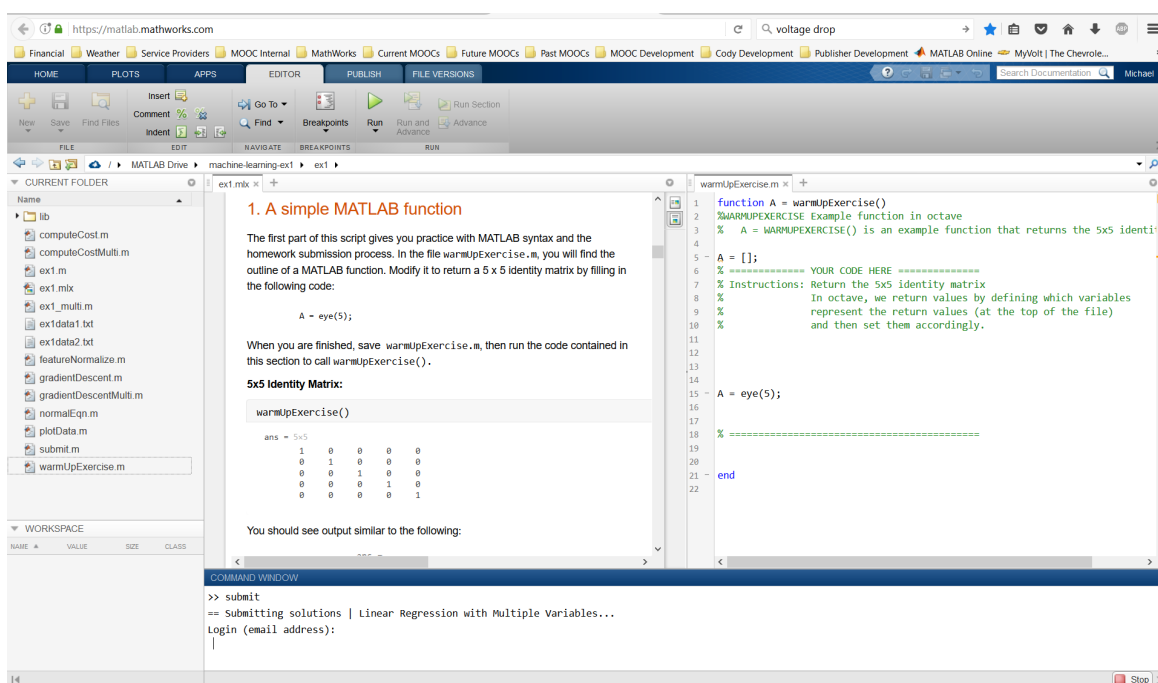 https://matlab.mathworks.com
voltage drop
ABP
Financial Weather Service Providers MOOC Internal MathWorks Current MOOCs Future MOOCs Past MOOCs MOOC Development Cody Development Publisher Development MATLAB Online MyVolt | The Chevrole...
HOME PLOTS APPS EDITOR PUBLISH FILE VERSIONS
Search Documentation Michael
New Save Find Files
Insert
Comment
Indent
Go To
Find
Breakpoints
Run Run and Advance
Run Section
Advance
FILE EDIT NAVIGATE BREAKPOINTS RUN
/ MATLAB Drive machine-learning-ex1 ex1
CURRENT FOLDER
Name
lib
computeCost.m
computeCostMulti.m
ex1.m
ex1.mlx
ex1_multi.m
ex1data1.txt
ex1data2.txt
featureNormalize.m
gradientDescent.m
gradientDescentMulti.m
normalEqn.m
plotData.m
submit.m
warmUpExercise.m
WORKSPACE
NAME VALUE SIZE CLASS
ex1.mlx × +
1. A simple MATLAB function
The first part of this script gives you practice with MATLAB syntax and the
homework submission process. In the file warmUpExercise.m, you will find the
outline of a MATLAB function. Modify it to return a 5 x 5 identity matrix by filling in
the following code:
A = eye(5);
When you are finished, save warmUpExercise.m, then run the code contained in
this section to call warmUpExercise().
5x5 Identity Matrix:
warmUpExercise()
ans = 5×5
1 0 0 0 0
0 1 0 0 0
0 0 1 0 0
0 0 0 1 0
0 0 0 0 1
You should see output similar to the following:
warmUpExercise.m × +
1 function A = warmUpExercise()
2 %WARMUPEXERCISE Example function in octave
3 %   A = WARMUPEXERCISE() is an example function that returns the 5x5 identi
4
5 - A = [];
6 % ============= YOUR CODE HERE ==============
7 % Instructions: Return the 5x5 identity matrix
8 %               In octave, we return values by defining which variables
9 %               represent the return values (at the top of the file)
10 %               and then set them accordingly.
11
12
13
14
15 - A = eye(5);
16
17
18 % ===========================================
19
20
21 - end
22
COMMAND WINDOW
>> submit
== Submitting solutions | Linear Regression with Multiple Variables...
Login (email address):
Stop